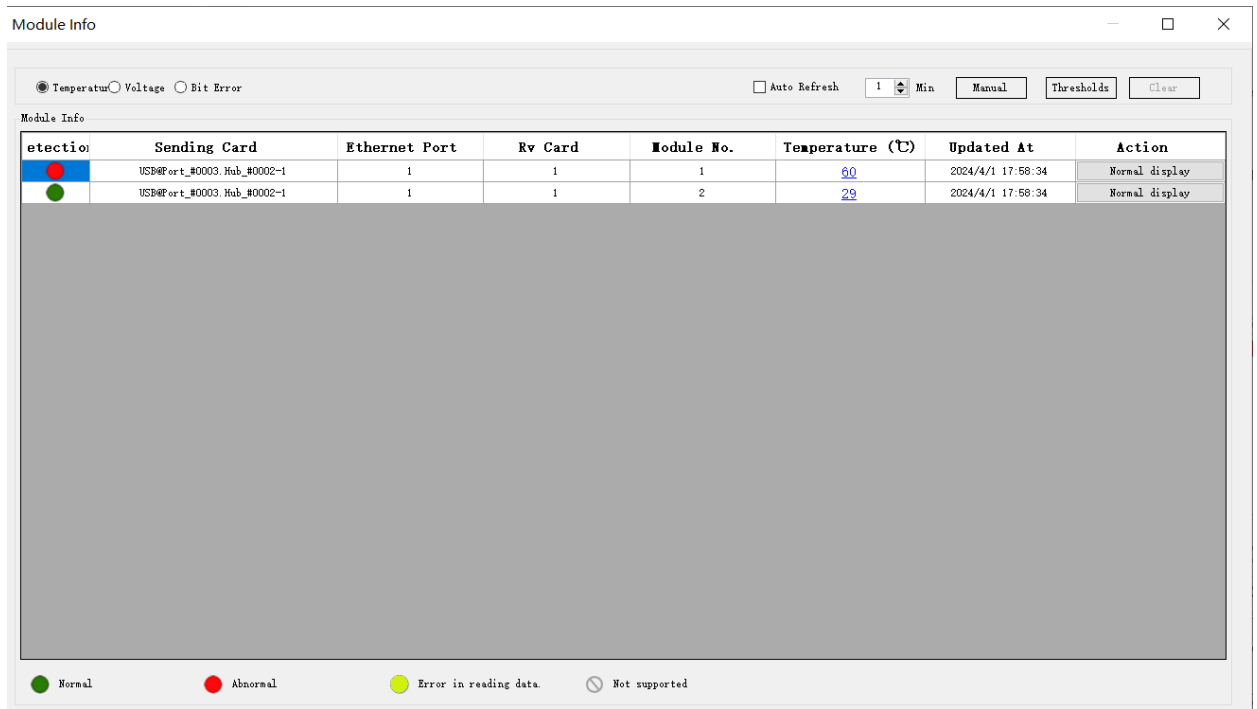 Module Info
Temperatur Voltage Bit Error Auto Refresh 1 Min Manual Thresholds Clear
Module Info
etection Sending Card Ethernet Port Rv Card Module No. Temperature (℃) Updated At Action
USB@Port_#0003.Hub_#0002-1 1 1 1 60 2024/4/1 17:58:34 Normal display
USB@Port_#0003.Hub_#0002-1 1 1 2 29 2024/4/1 17:58:34 Normal display
Normal Abnormal Error in reading data. Not supported